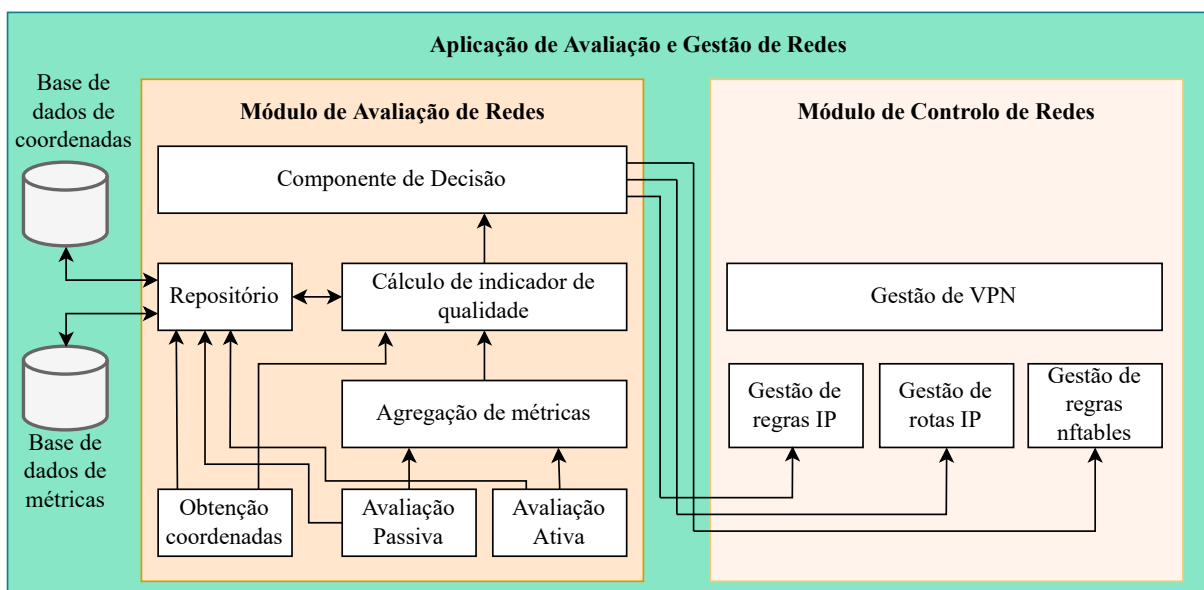 Aplicação de Avaliação e Gestão de Redes
Base de
dados de
coordenadas
Módulo de Avaliação de Redes
Módulo de Controlo de Redes
Componente de Decisão
Repositório
Cálculo de indicador de
qualidade
Gestão de VPN
Agregação de métricas
Gestão de
regras IP
Gestão de
rotas IP
Gestão de
regras
nftables
Base de
dados de
métricas
Obtenção
coordenadas
Avaliação
Passiva
Avaliação
Ativa